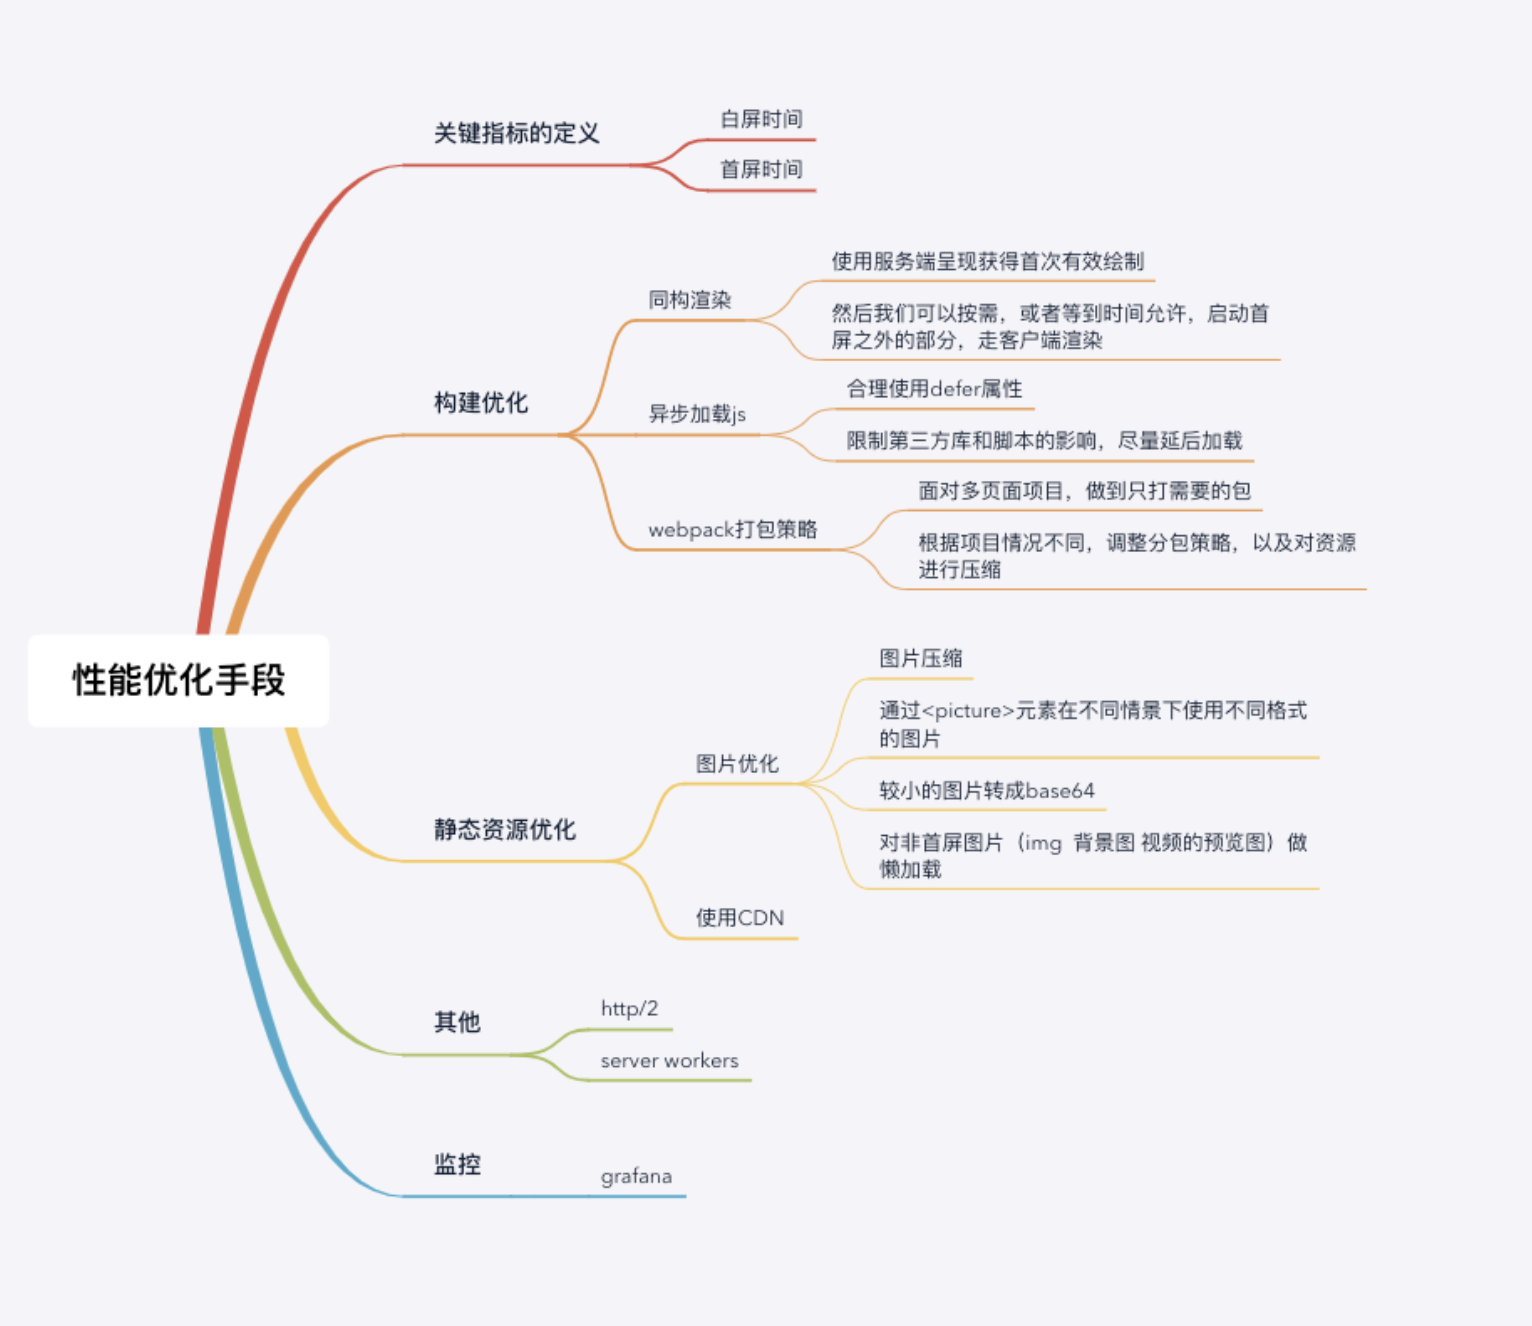 性能优化手段
关键指标的定义
白屏时间
首屏时间
构建优化
同构渲染
使用服务端呈现获得首次有效绘制
然后我们可以按需，或者等到时间允许，启动首
屏之外的部分，走客户端渲染
异步加载js
合理使用defer属性
限制第三方库和脚本的影响，尽量延后加载
webpack打包策略
面对多页面项目，做到只打需要的包
根据项目情况不同，调整分包策略，以及对资源
进行压缩
静态资源优化
图片优化
图片压缩
通过<picture>元素在不同情景下使用不同格式
的图片
较小的图片转成base64
对非首屏图片（img 背景图 视频的预览图）做
懒加载
使用CDN
其他
http/2
server workers
监控
grafana